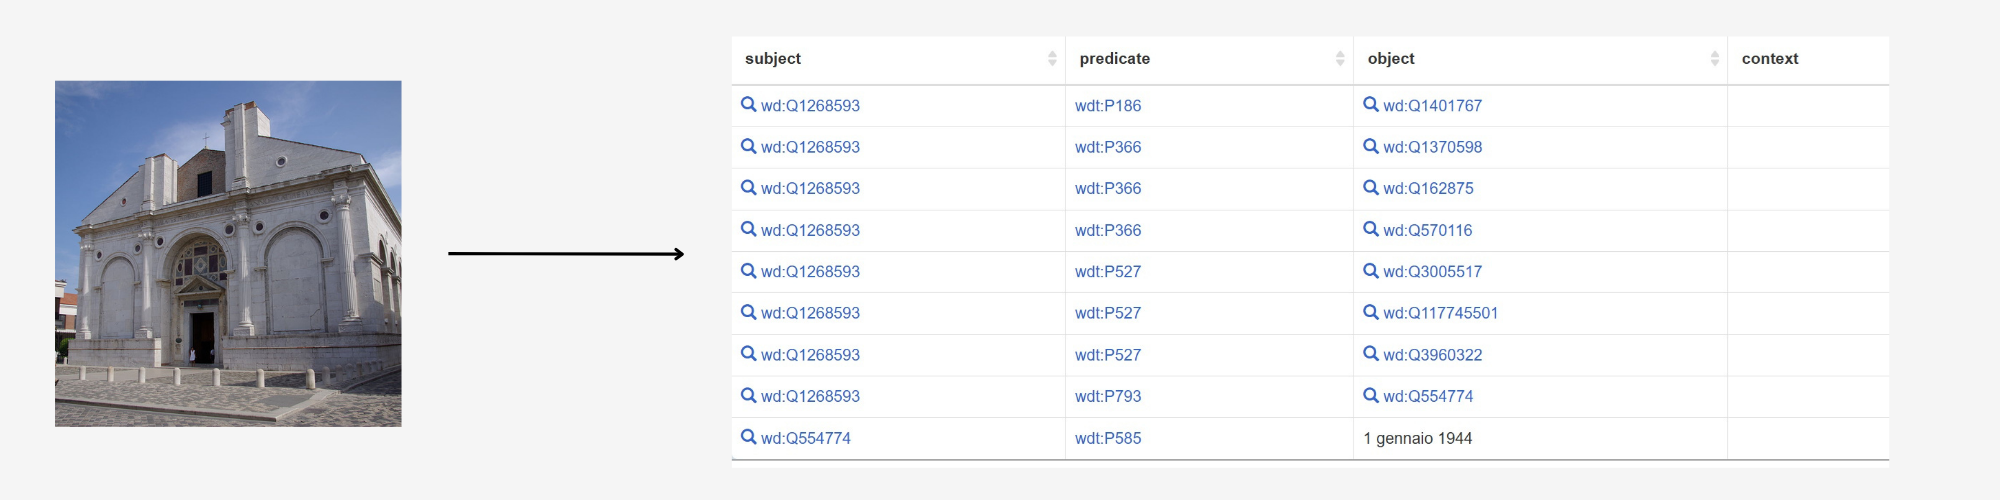 subject predicate object context
wd:Q1268593 wdt:P186 wd:Q1401767
wd:Q1268593 wdt:P366 wd:Q1370598
wd:Q1268593 wdt:P366 wd:Q162875
wd:Q1268593 wdt:P366 wd:Q570116
wd:Q1268593 wdt:P527 wd:Q3005517
wd:Q1268593 wdt:P527 wd:Q117745501
wd:Q1268593 wdt:P527 wd:Q3960322
wd:Q1268593 wdt:P793 wd:Q554774
wd:Q554774 wdt:P585 1 gennaio 1944